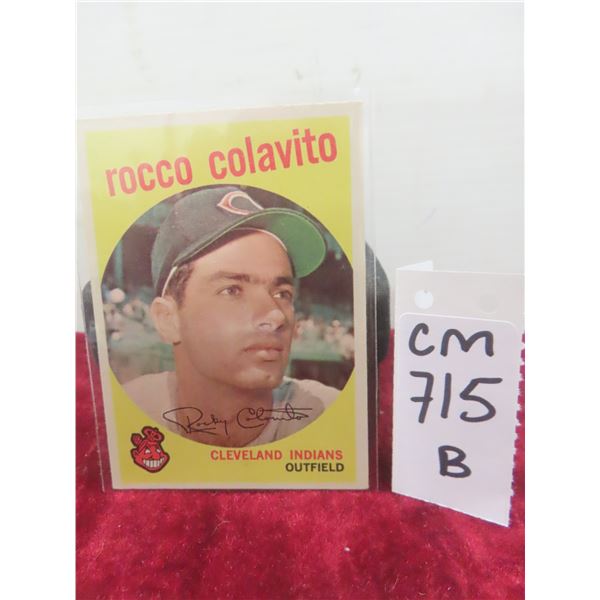 rocco colavito
C
Rocky Colavito
CLEVELAND INDIANS
OUTFIELD
CM
715
B